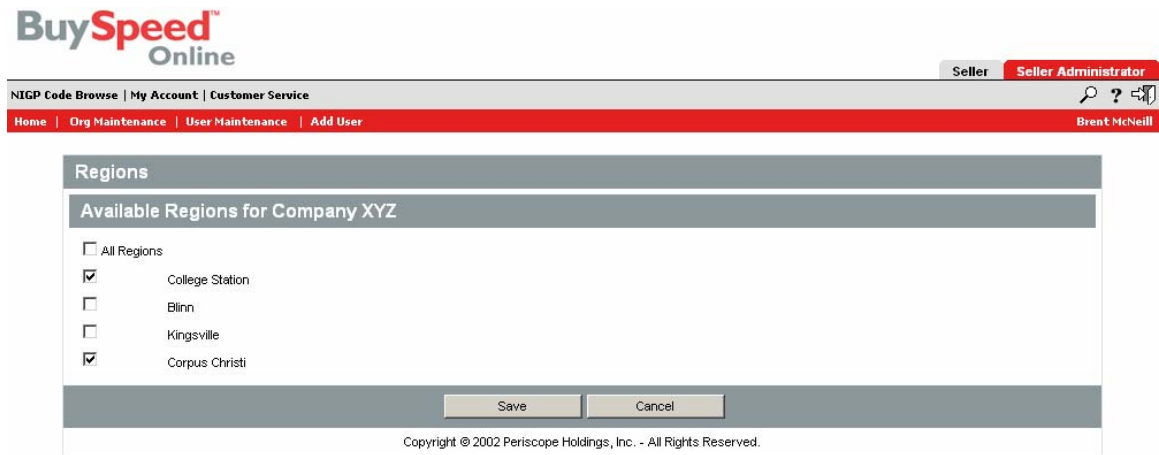 BuySpeed™
Online
Seller Seller Administrator
NIGP Code Browse | My Account | Customer Service ?
Home | Org Maintenance | User Maintenance | Add User Brent McNeill
Regions
Available Regions for Company XYZ
All Regions
College Station
Blinn
Kingsville
Corpus Christi
Save Cancel
Copyright © 2002 Periscope Holdings, Inc. - All Rights Reserved.